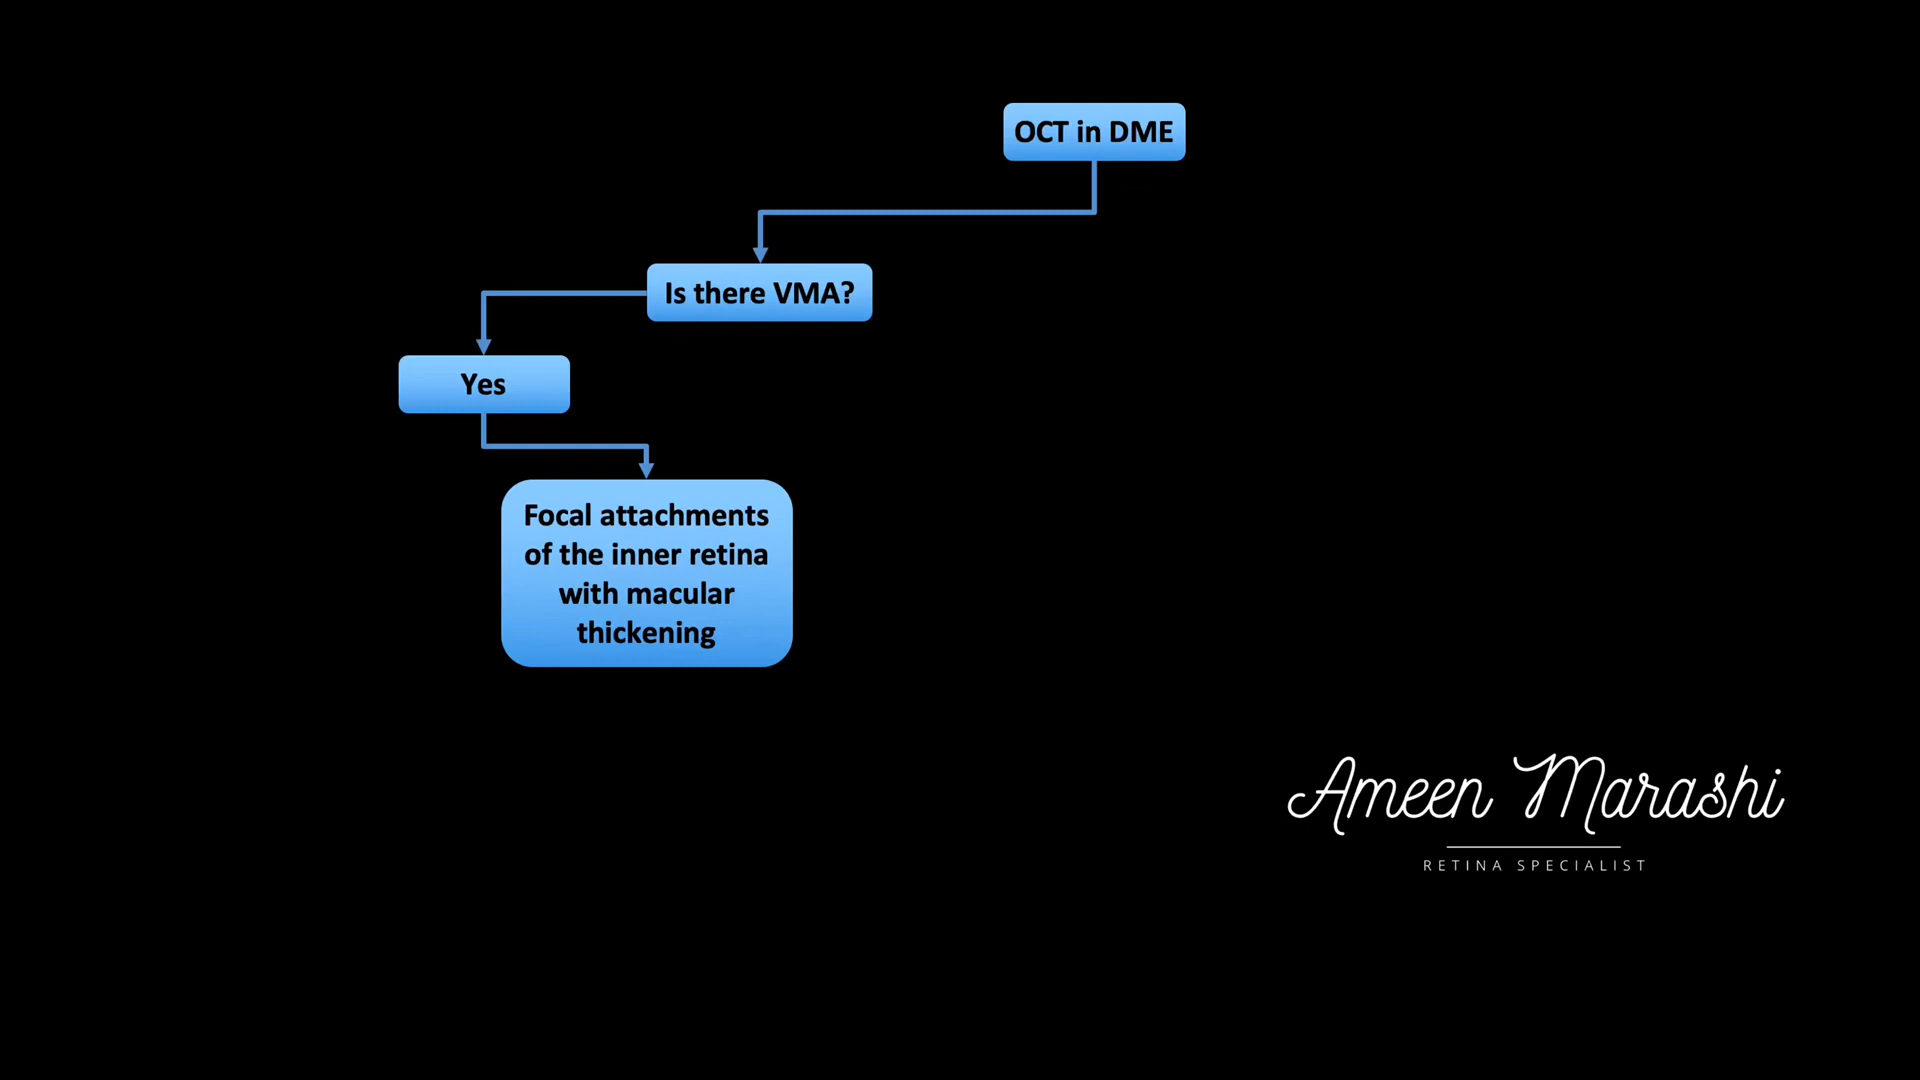 OCT in DME
Is there VMA?
Yes
Focal attachments
of the inner retina
with macular
thickening
Ameen Marashi
RETINA SPECIALIST